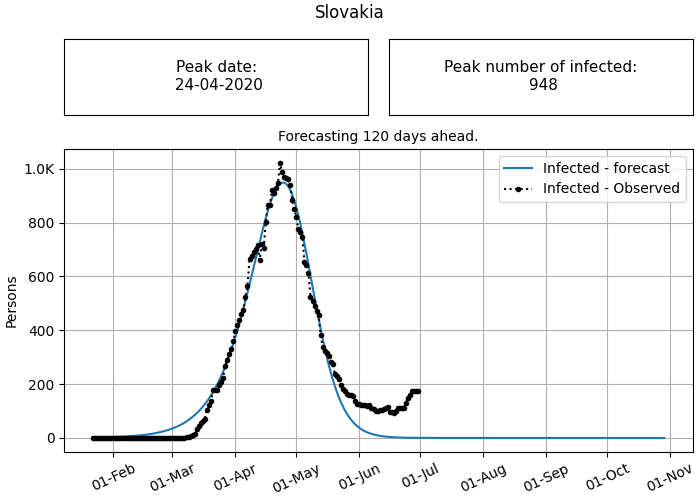 Slovakia
Peak date:
24-04-2020
Peak number of infected:
948
Forecasting 120 days ahead.
Infected - forecast
Infected - Observed
Persons
1.0K
800
600
400
200
0
01-Feb
01-Mar
01-Apr
01-May
01-Jun
01-Jul
01-Aug
01-Sep
01-Oct
01-Nov